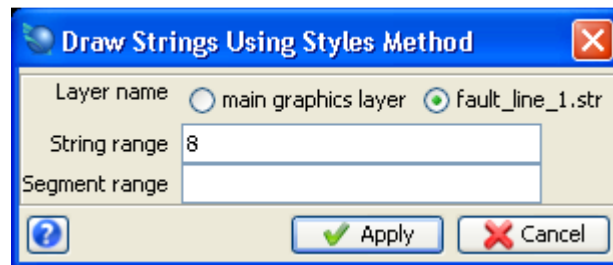 Draw Strings Using Styles Method
Layer name main graphics layer fault_line_1.str
String range 8
Segment range
? Apply Cancel